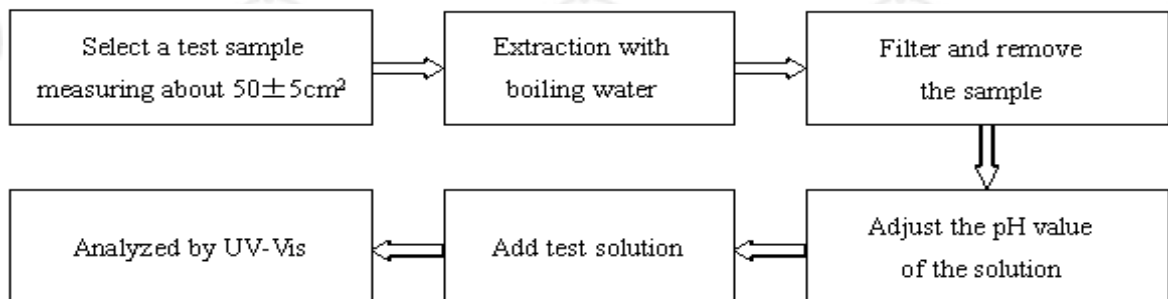 Select a test sample
measuring about 50±5cm²
Extraction with
boiling water
Filter and remove
the sample
Adjust the pH value
of the solution
Add test solution
Analyzed by UV-Vis